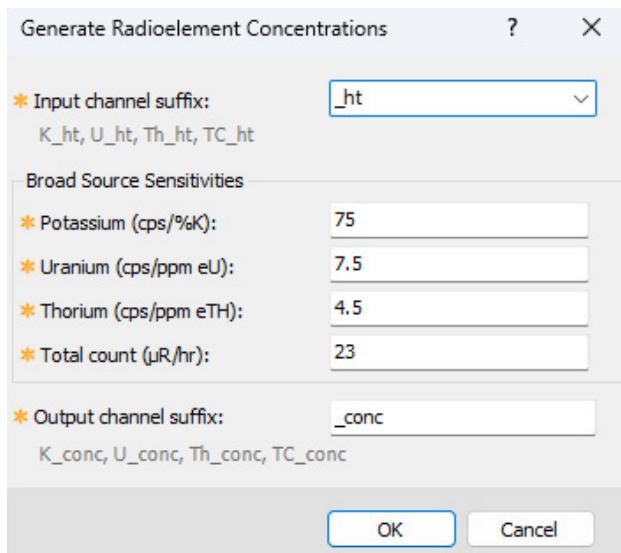 Generate Radioelement Concentrations ? ×
* Input channel suffix: _ht
K_ht, U_ht, Th_ht, TC_ht
Broad Source Sensitivities
* Potassium (cps/%K): 75
* Uranium (cps/ppm eU): 7.5
* Thorium (cps/ppm eTH): 4.5
* Total count (μR/hr): 23
* Output channel suffix: _conc
K_conc, U_conc, Th_conc, TC_conc
OK Cancel